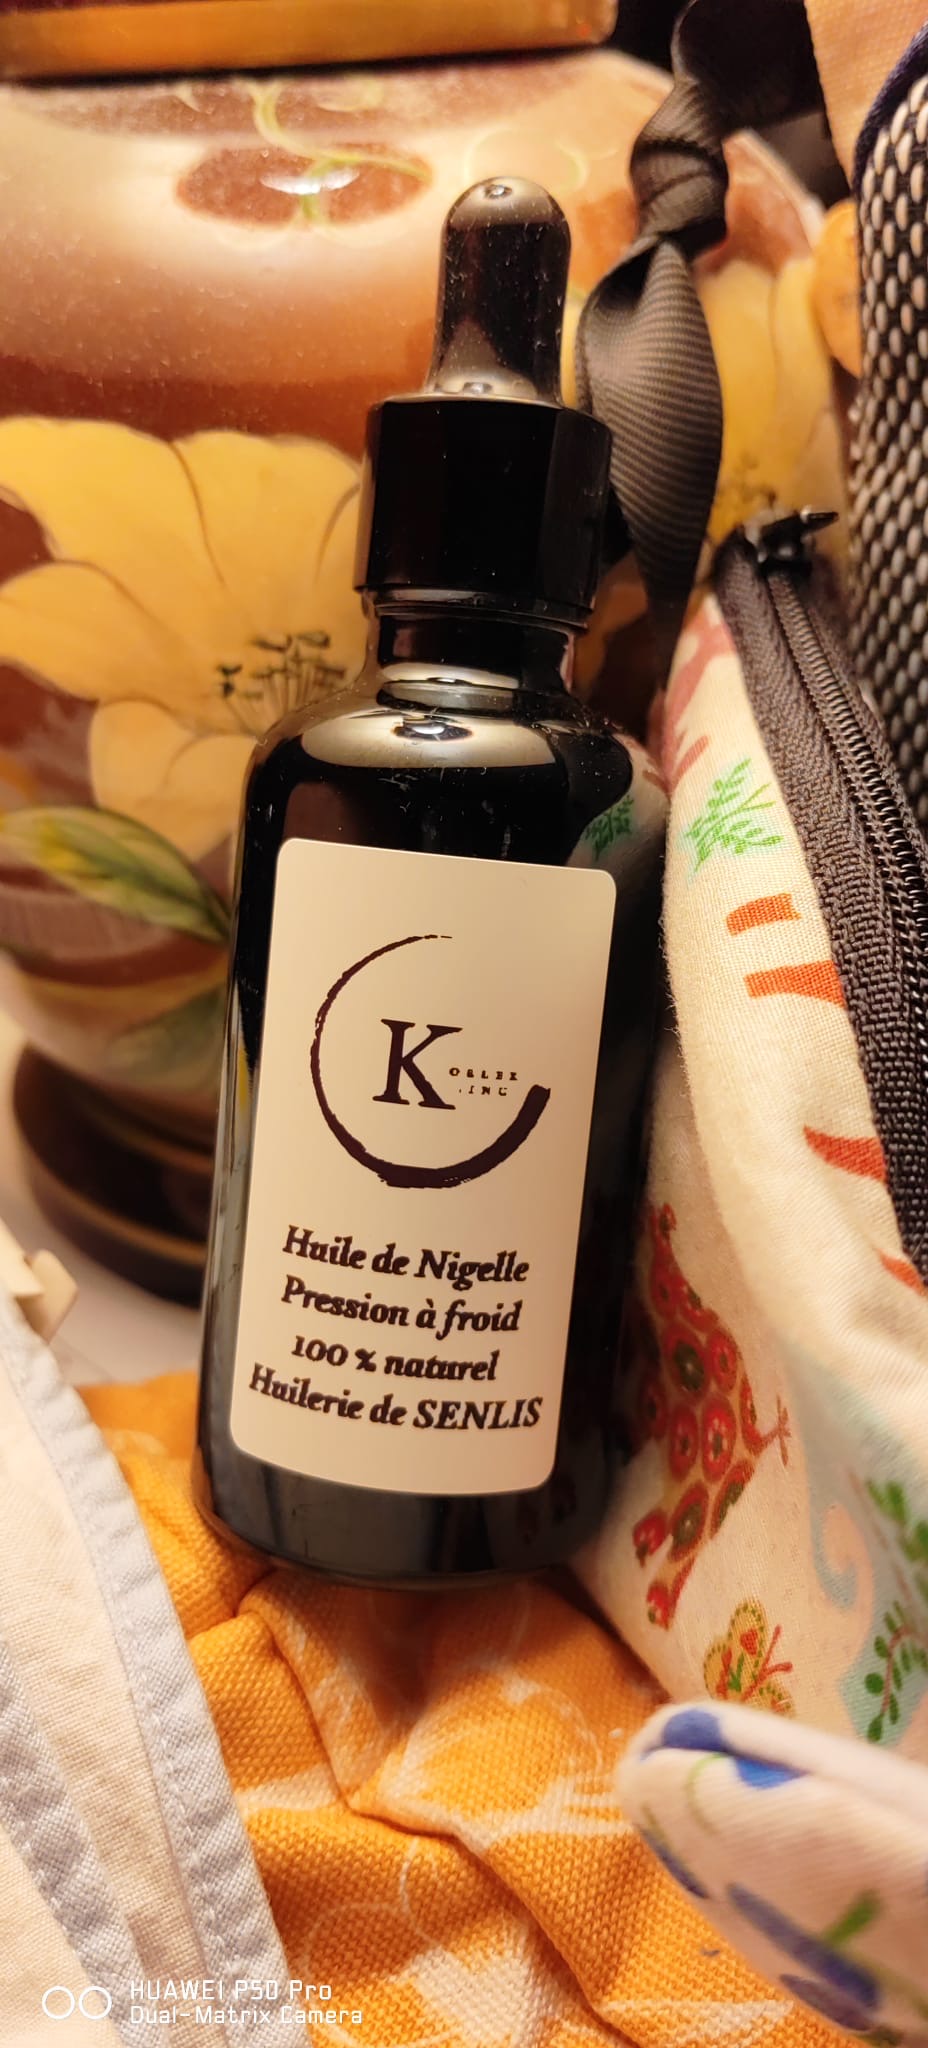 K
Huile de Nigelle
Pression à froid
100 % naturel
Huilerie de SENLIS
HUAWEI P50 Pro
Dual-Matrix Camera